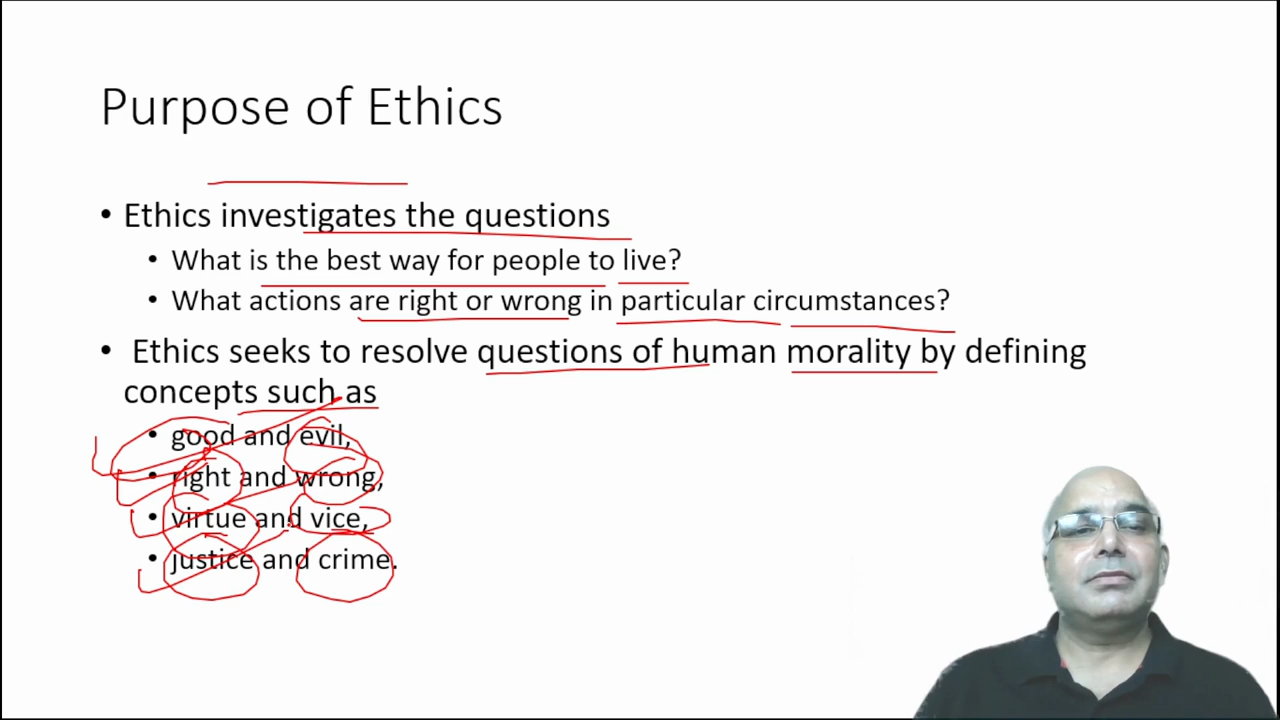 Purpose of Ethics
• Ethics investigates the questions
• What is the best way for people to live?
• What actions are right or wrong in particular circumstances?
• Ethics seeks to resolve questions of human morality by defining
concepts such as
• good and evil,
• right and wrong,
• virtue and vice,
• justice and crime.